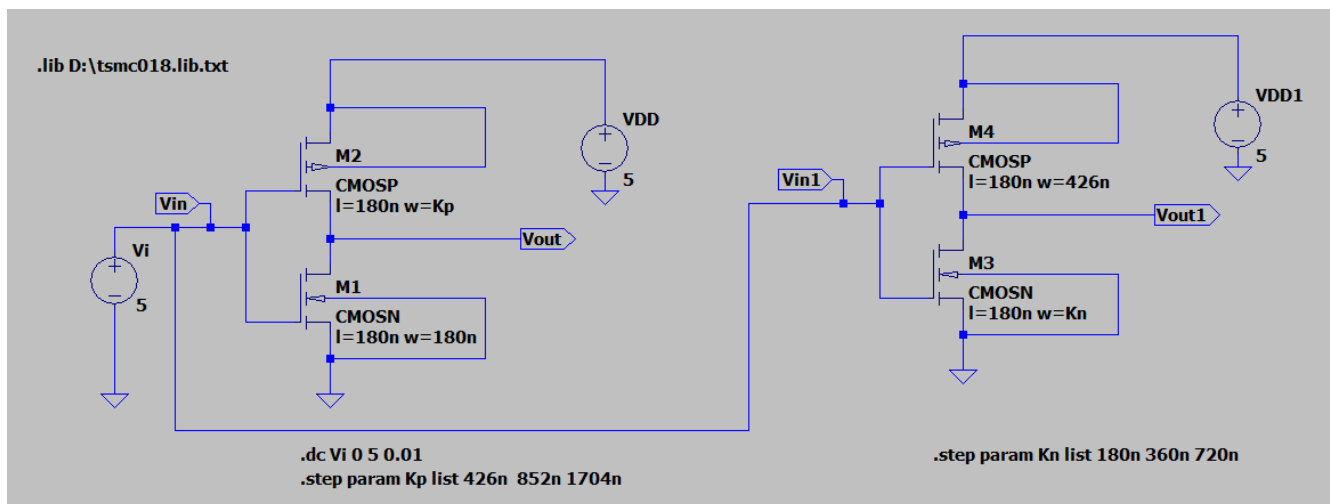 .lib D:\tsmc018.lib.txt
VDD
5
M2
CMOSP
l=180n w=Kp
Vin
Vi
5
Vout
M1
CMOSN
l=180n w=180n
.dc Vi 0 5 0.01
.step param Kp list 426n  852n 1704n
VDD1
5
M4
CMOSP
l=180n w=426n
Vin1
Vout1
M3
CMOSN
l=180n w=Kn
.step param Kn list 180n 360n 720n